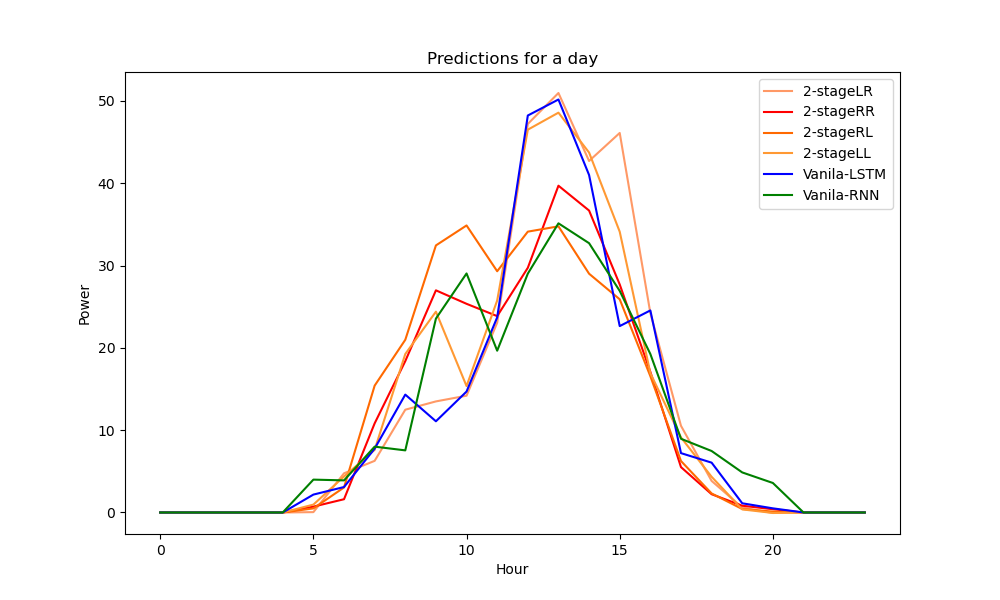 Predictions for a day
50
40
30
20
10
0
Power
0 5 10 15 20
Hour
2-stageLR
2-stageRR
2-stageRL
2-stageLL
Vanila-LSTM
Vanila-RNN